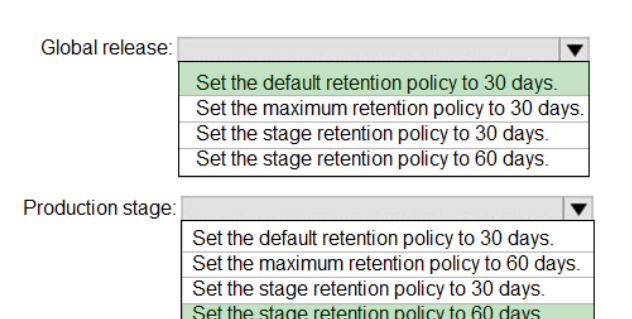 Global release:
Set the default retention policy to 30 days.
Set the maximum retention policy to 30 days.
Set the stage retention policy to 30 days.
Set the stage retention policy to 60 days.
Production stage:
Set the default retention policy to 30 days.
Set the maximum retention policy to 60 days.
Set the stage retention policy to 30 days.
Set the stage retention policy to 60 days.